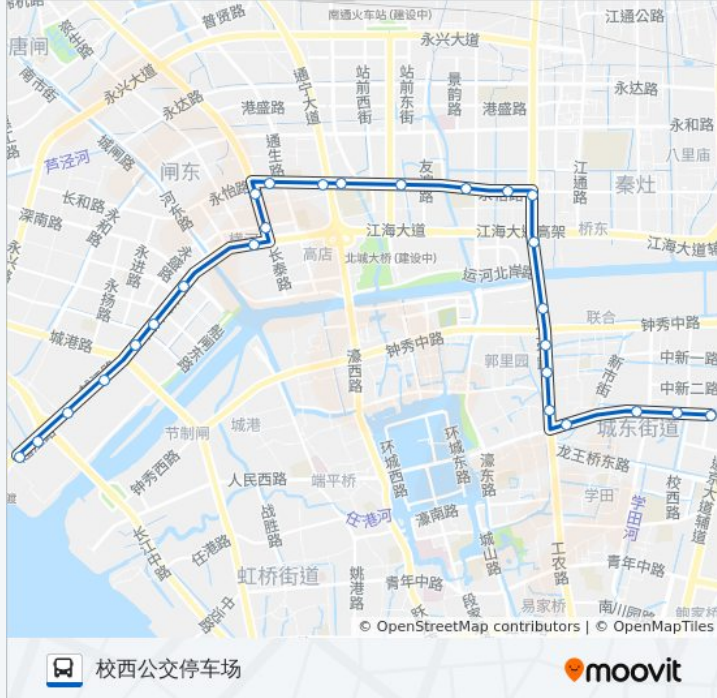 南通火车站(建设中)
江通公路
普贤路
资生路
唐闸
永兴大道
南市街
通宁大道
站前西街
站前东街
景韵路
永达路
永兴大道
永达路
港盛路
港盛路
永和路
城闸路
通生路
八里庙
芦泾河
闸东
江通路
秦灶
永怡路
长和路
河东路
深南路
永和路
江海大道
江海大道高架
桥东
江海大道辅
高店
长泰路
北城大桥(建设中)
永进路
永盛路
运河北岸路
永扬路
联合
钟秀中路
钟秀中路
城港路
船闸东路
濠西路
郭里园
新市街
中新一路
中新二路
节制闸
城港
环城西路
环城东路
城东街道
钟秀西路
濠东路
龙王桥东路
人民西路
端平桥
校西路
学田
战胜路
任港河
濠南路
学田河
长江中路
任港路
城山路
工农路
虹桥街道
姚港路
青年中路
青年中路
易家桥
南川园路
© OpenStreetMap contributors | © OpenMapTiles
校西公交停车场
moovit